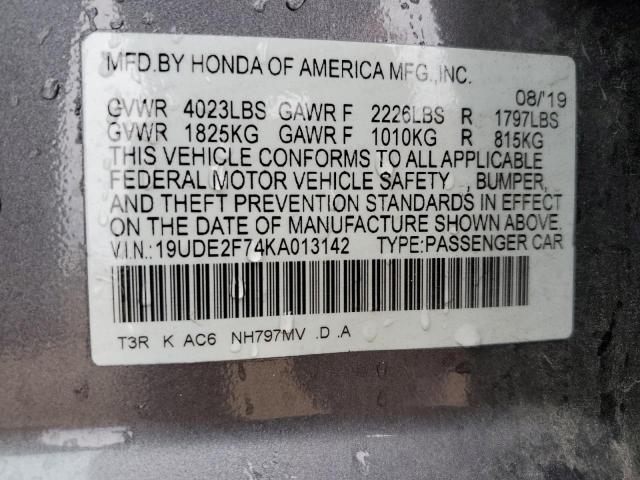 MFD.BY HONDA OF AMERICA MFG.,INC.
08/'19
GVWR 4023LBS GAWR F 2226LBS R 1797LBS
GVWR 1825KG GAWR F 1010KG R 815KG
THIS VEHICLE CONFORMS TO ALL APPLICABLE
FEDERAL MOTOR VEHICLE SAFETY , BUMPER,
AND THEFT PREVENTION STANDARDS IN EFFECT
ON THE DATE OF MANUFACTURE SHOWN ABOVE.
V.I.N.:19UDE2F74KA013142 TYPE:PASSENGER CAR
T3R K AC6 NH797MV .D .A